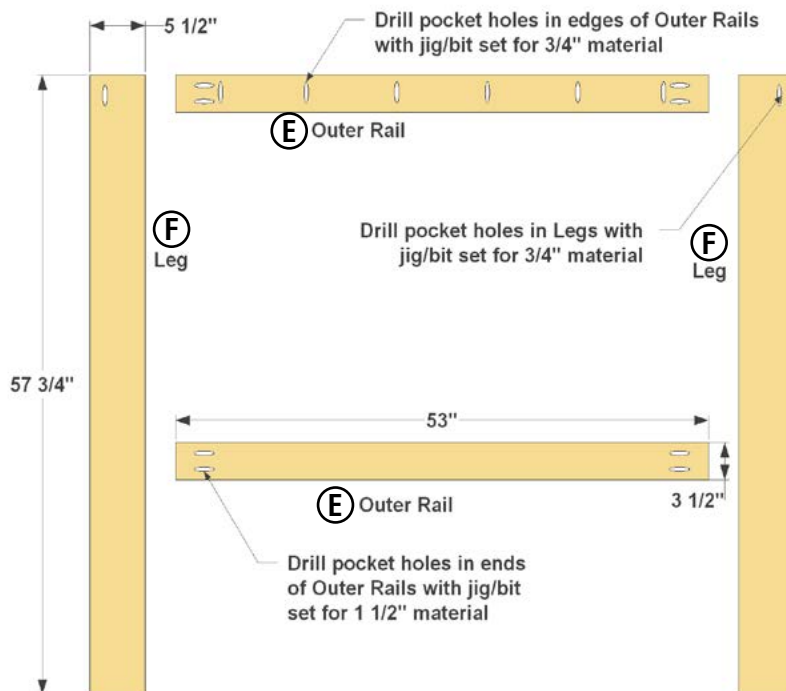 5 1/2"
Drill pocket holes in edges of Outer Rails
with jig/bit set for 3/4" material
E Outer Rail
F
Leg
Drill pocket holes in Legs with
jig/bit set for 3/4" material
F
Leg
57 3/4"
53"
3 1/2"
E Outer Rail
Drill pocket holes in ends
of Outer Rails with jig/bit
set for 1 1/2" material